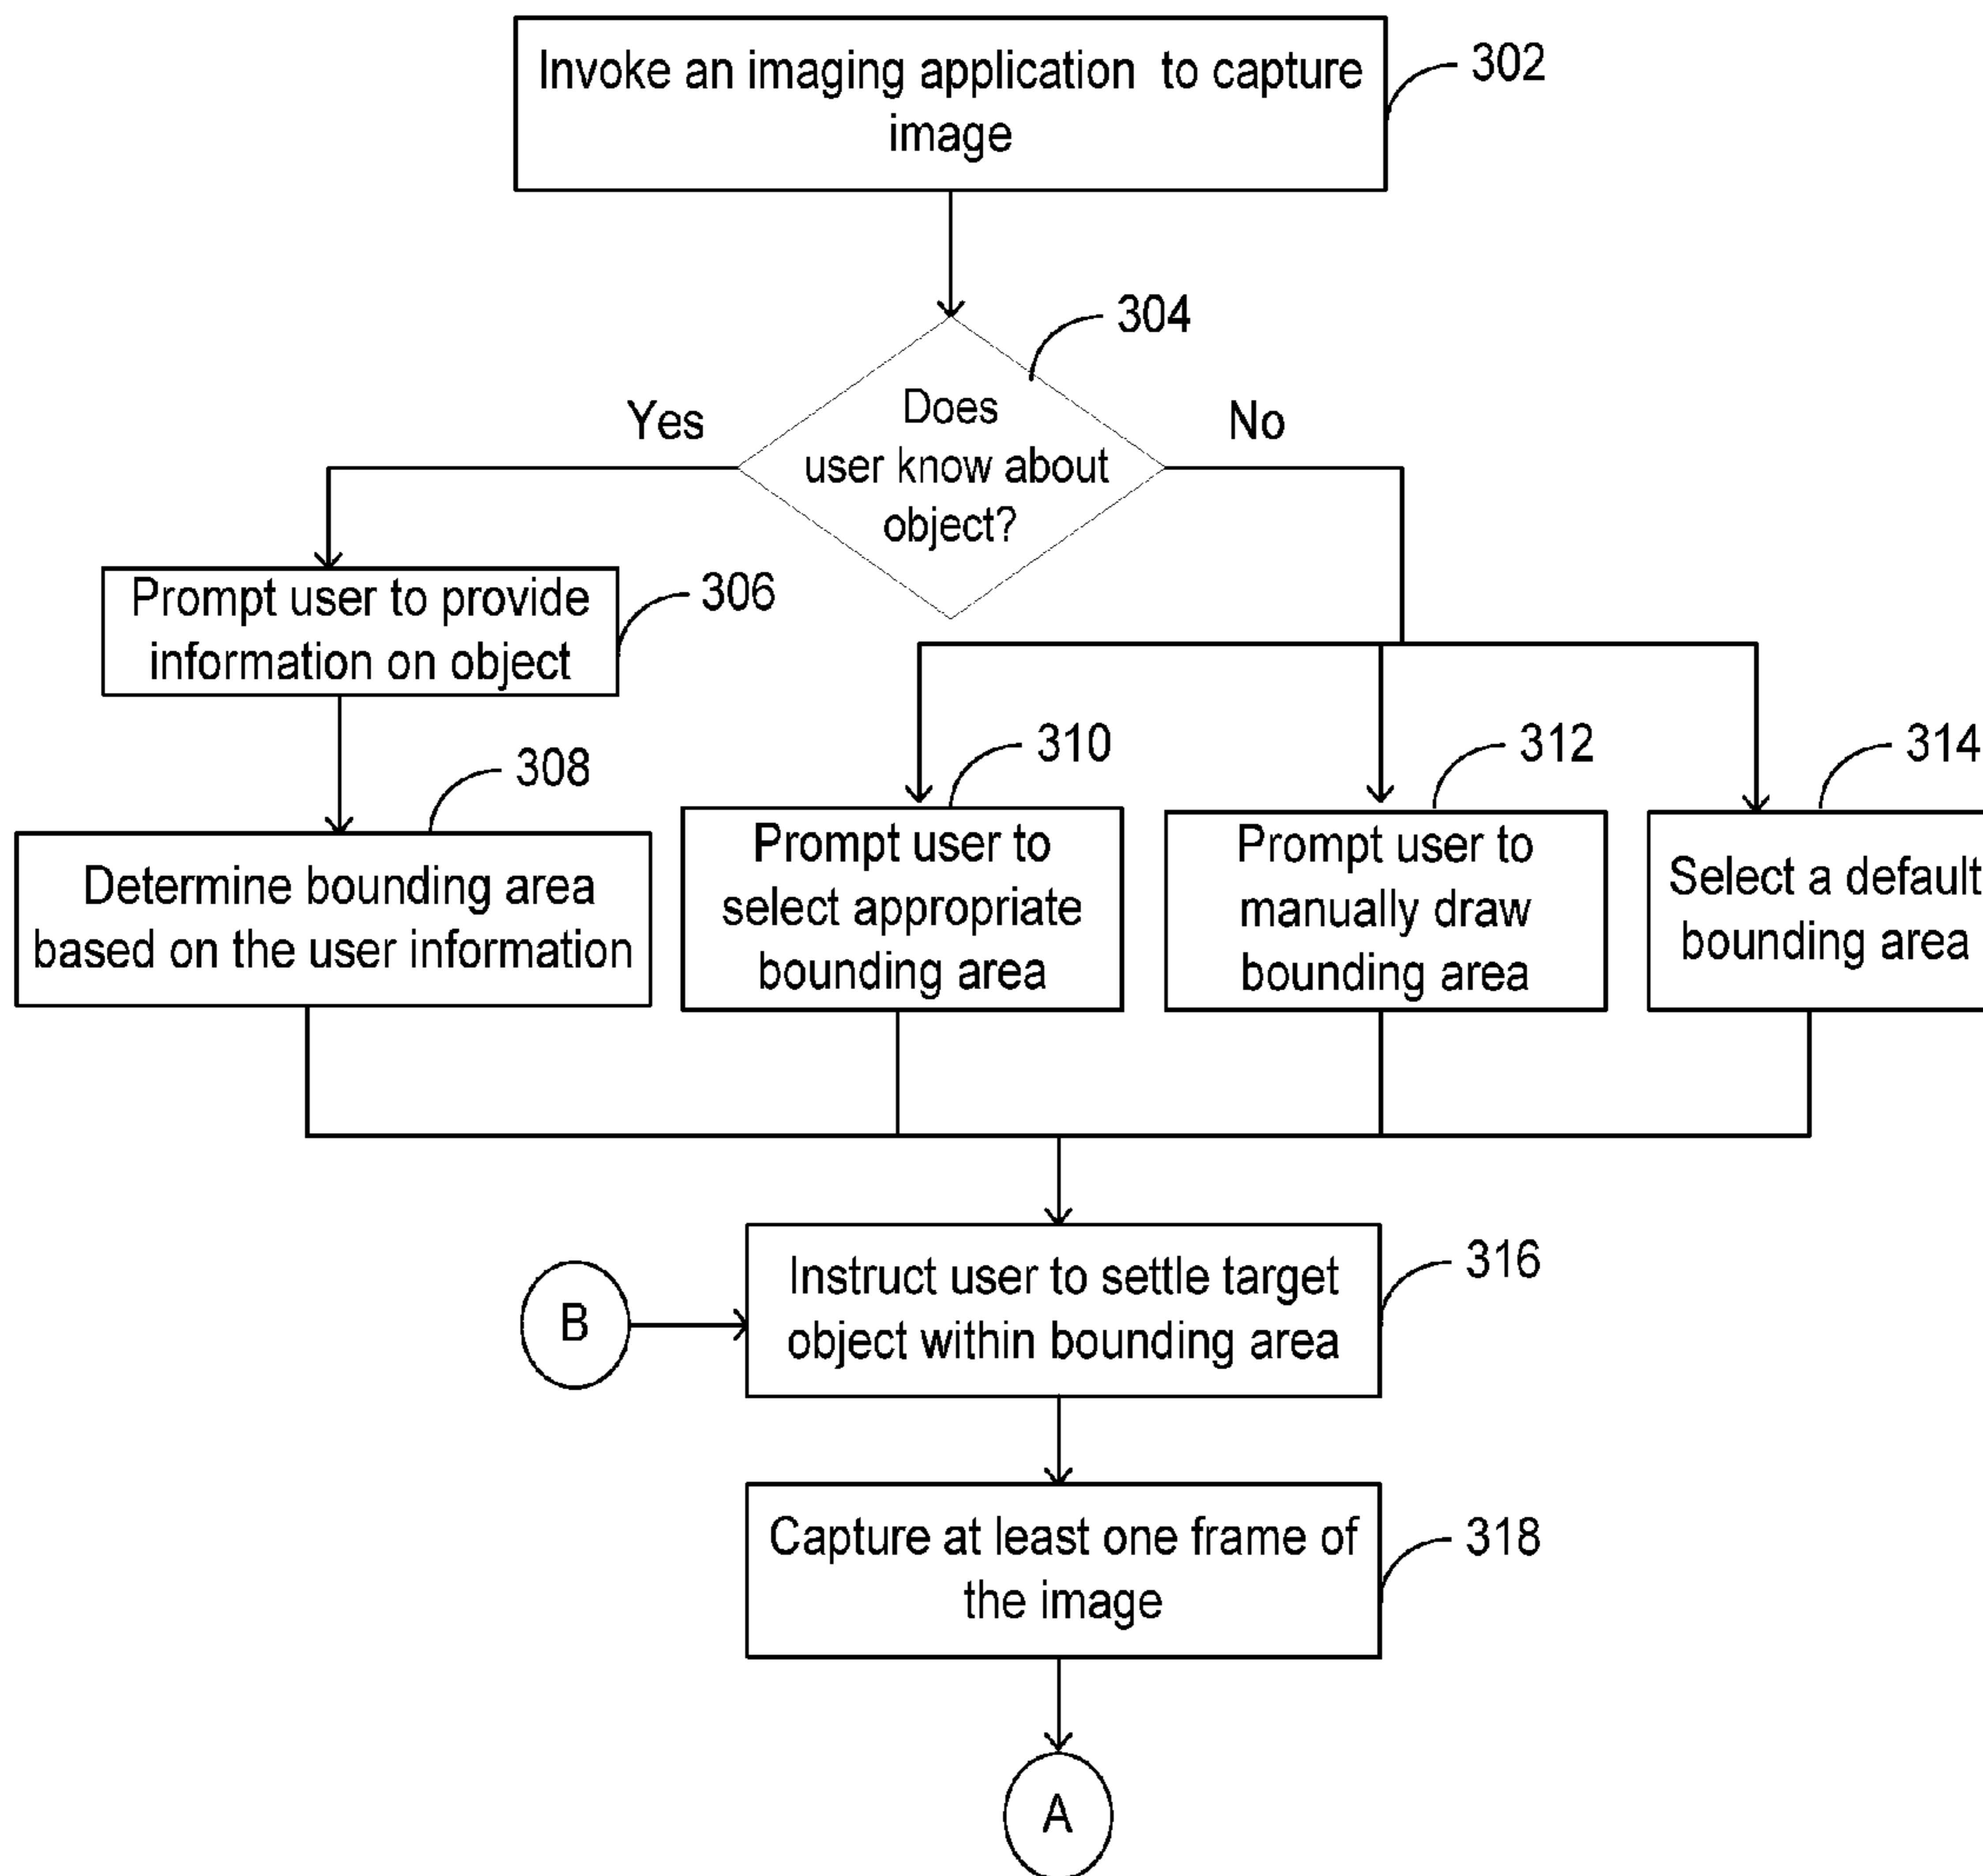 Invoke an imaging application to capture
image
302
304
Does
user know about
object?
Yes
No
Prompt user to provide
information on object
306
308
Determine bounding area
based on the user information
310
Prompt user to
select appropriate
bounding area
312
Prompt user to
manually draw
bounding area
314
Select a default
bounding area
B
Instruct user to settle target
object within bounding area
316
Capture at least one frame of
the image
318
A